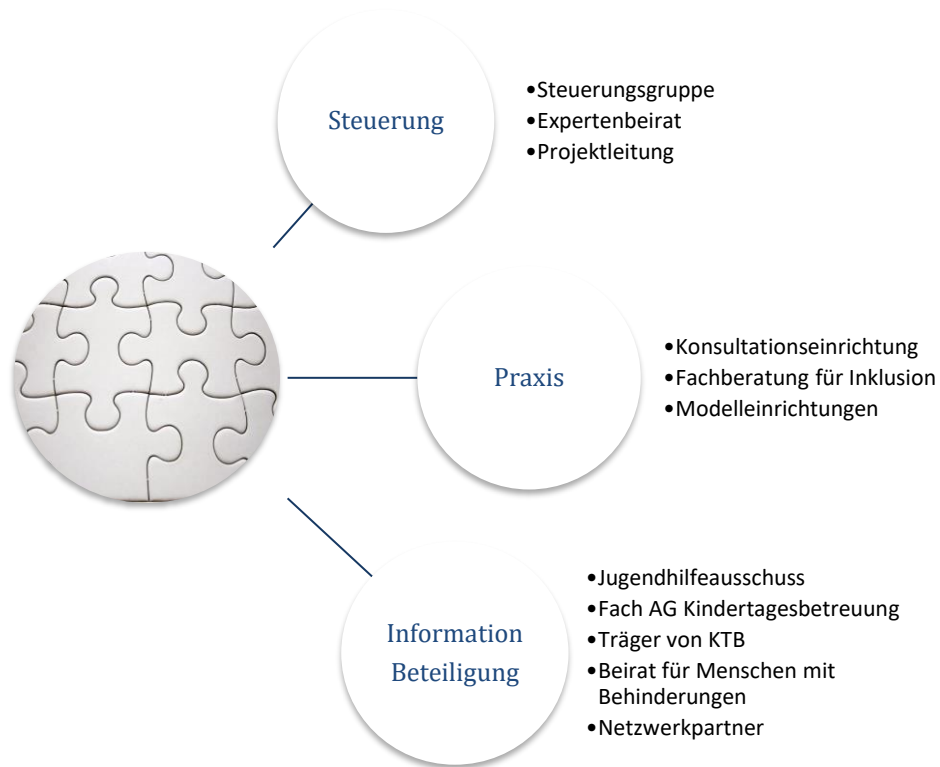 Steuerung
•Steuerungsgruppe
•Expertenbeirat
•Projektleitung
Praxis
•Konsultationseinrichtung
•Fachberatung für Inklusion
•Modelleinrichtungen
Information
Beteiligung
•Jugendhilfeausschuss
•Fach AG Kindertagesbetreuung
•Träger von KTB
•Beirat für Menschen mit
Behinderungen
•Netzwerkpartner